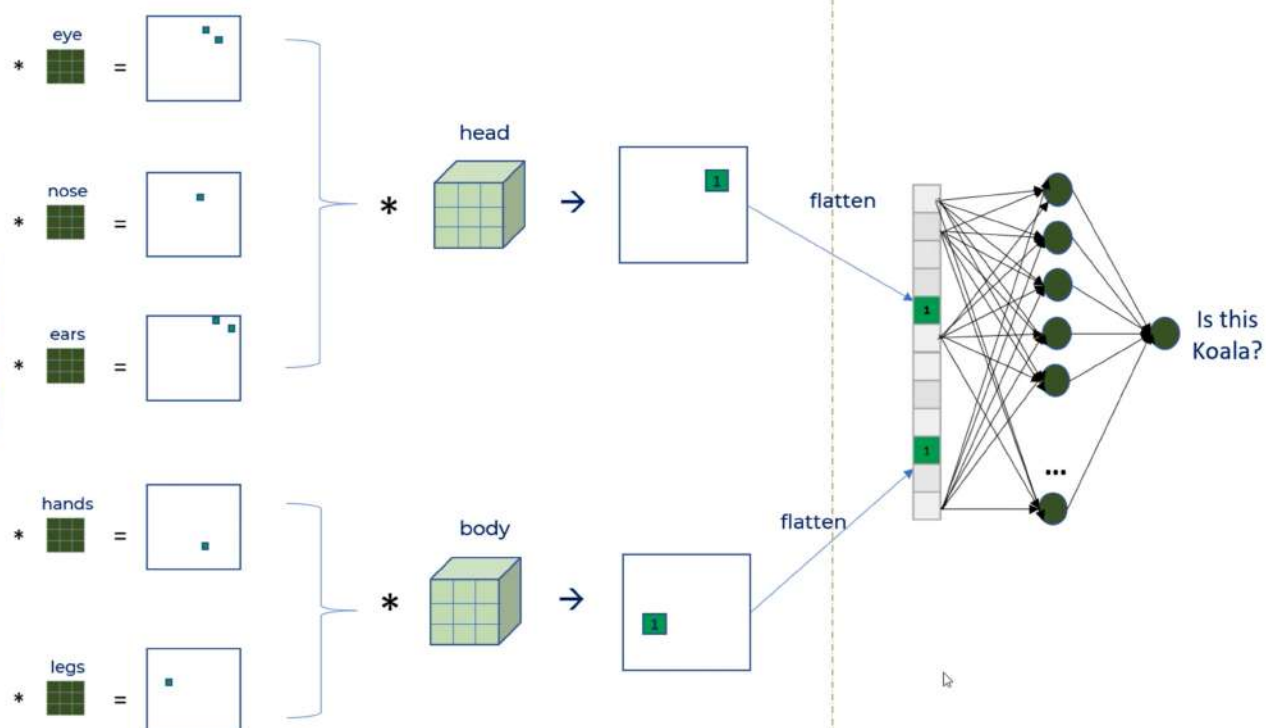 eye
* =
nose
* =
ears
* =
head
* →
1
hands
* =
legs
* =
body
* →
1
flatten
flatten
1
1
...
Is this
Koala?